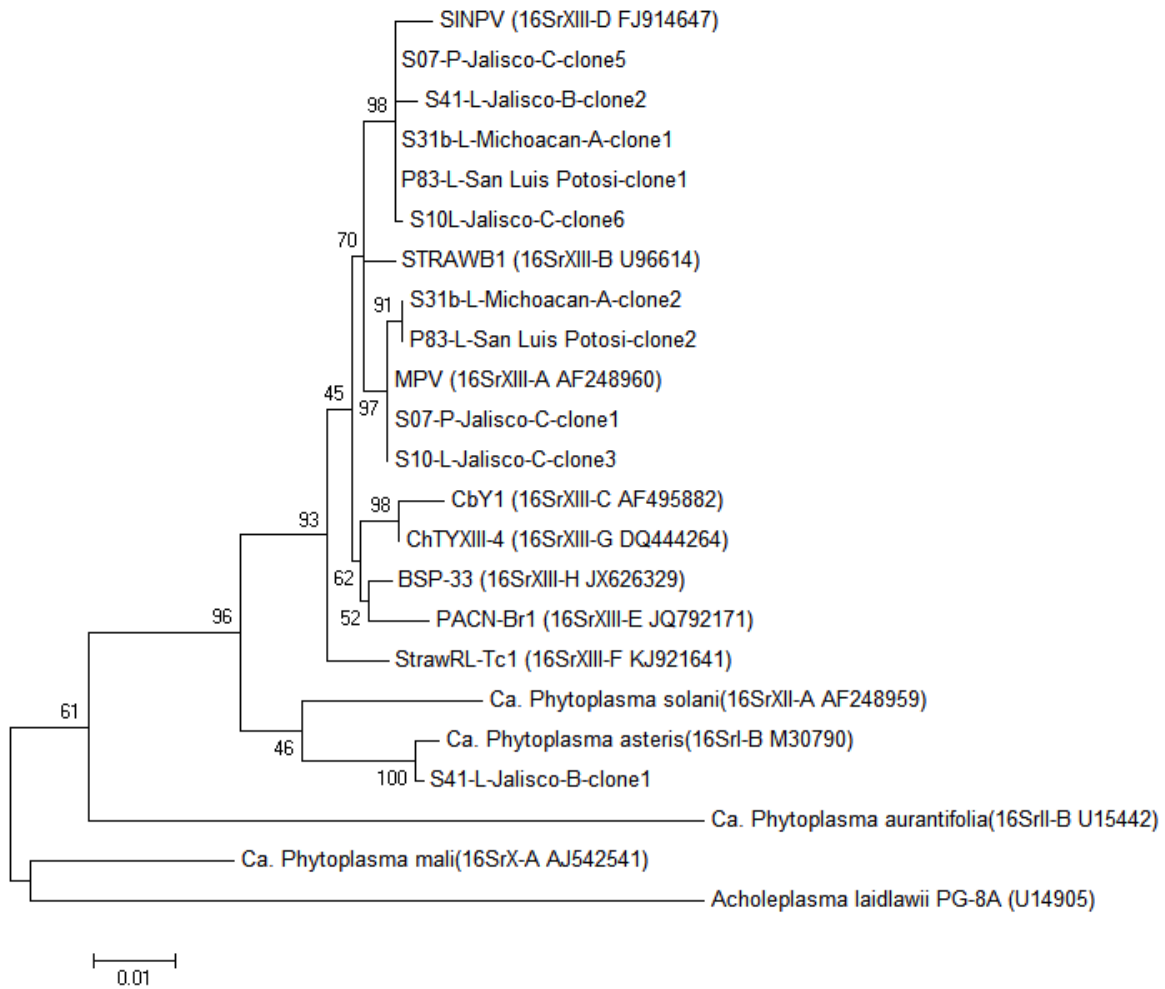 SINPV (16SrXIII-D FJ914647)
S07-P-Jalisco-C-clone5
98
S41-L-Jalisco-B-clone2
S31b-L-Michoacan-A-clone1
P83-L-San Luis Potosi-clone1
S10L-Jalisco-C-clone6
70
STRAWB1 (16SrXIII-B U96614)
91
S31b-L-Michoacan-A-clone2
P83-L-San Luis Potosi-clone2
MPV (16SrXIII-A AF248960)
45
97
S07-P-Jalisco-C-clone1
S10-L-Jalisco-C-clone3
98
CbY1 (16SrXIII-C AF495882)
93
ChTYXIII-4 (16SrXIII-G DQ444264)
62
BSP-33 (16SrXIII-H JX626329)
96
52
PACN-Br1 (16SrXIII-E JQ792171)
StrawRL-Tc1 (16SrXIII-F KJ921641)
61
Ca. Phytoplasma solani(16SrXII-A AF248959)
46
Ca. Phytoplasma asteris(16SrI-B M30790)
100
S41-L-Jalisco-B-clone1
Ca. Phytoplasma aurantifolia(16SrII-B U15442)
Ca. Phytoplasma mali(16SrX-A AJ542541)
Acholeplasma laidlawii PG-8A (U14905)
0.01